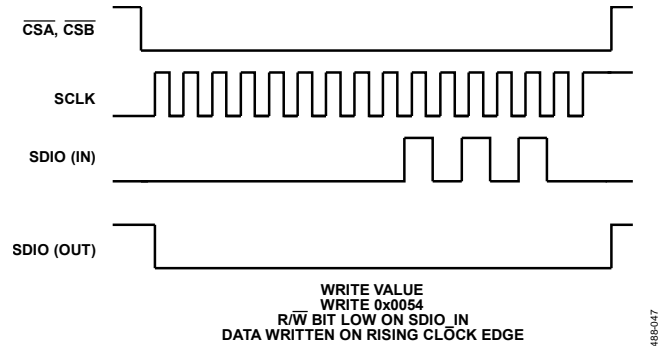 CSA, CSB
SCLK
SDIO (IN)
SDIO (OUT)
WRITE VALUE
WRITE 0x0054
R/W BIT LOW ON SDIO_IN
DATA WRITTEN ON RISING CLOCK EDGE
488-047